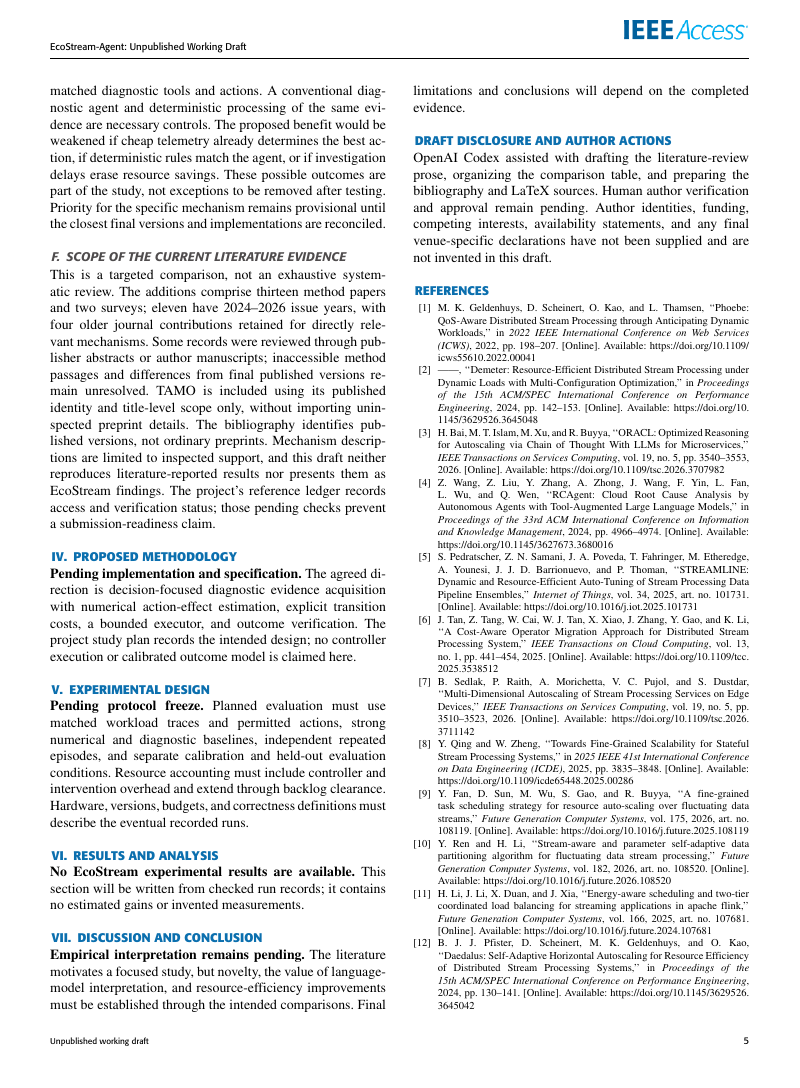 IEEE Access
EcoStream-Agent: Unpublished Working Draft
matched diagnostic tools and actions. A conventional diag-
nostic agent and deterministic processing of the same evi-
dence are necessary controls. The proposed benefit would be
weakened if cheap telemetry already determines the best ac-
tion, if deterministic rules match the agent, or if investigation
delays erase resource savings. These possible outcomes are
part of the study, not exceptions to be removed after testing.
Priority for the specific mechanism remains provisional until
the closest final versions and implementations are reconciled.
F. SCOPE OF THE CURRENT LITERATURE EVIDENCE
This is a targeted comparison, not an exhaustive system-
atic review. The additions comprise thirteen method papers
and two surveys; eleven have 2024–2026 issue years, with
four older journal contributions retained for directly rele-
vant mechanisms. Some records were reviewed through pub-
lisher abstracts or author manuscripts; inaccessible method
passages and differences from final published versions re-
main unresolved. TAMO is included using its published
identity and title-level scope only, without importing unin-
spected preprint details. The bibliography identifies pub-
lished versions, not ordinary preprints. Mechanism descrip-
tions are limited to inspected support, and this draft neither
reproduces literature-reported results nor presents them as
EcoStream findings. The project's reference ledger records
access and verification status; those pending checks prevent
a submission-readiness claim.
IV. PROPOSED METHODOLOGY
Pending implementation and specification. The agreed di-
rection is decision-focused diagnostic evidence acquisition
with numerical action-effect estimation, explicit transition
costs, a bounded executor, and outcome verification. The
project study plan records the intended design; no controller
execution or calibrated outcome model is claimed here.
V. EXPERIMENTAL DESIGN
Pending protocol freeze. Planned evaluation must use
matched workload traces and permitted actions, strong
numerical and diagnostic baselines, independent repeated
episodes, and separate calibration and held-out evaluation
conditions. Resource accounting must include controller and
intervention overhead and extend through backlog clearance.
Hardware, versions, budgets, and correctness definitions must
describe the eventual recorded runs.
VI. RESULTS AND ANALYSIS
No EcoStream experimental results are available. This
section will be written from checked run records; it contains
no estimated gains or invented measurements.
VII. DISCUSSION AND CONCLUSION
Empirical interpretation remains pending. The literature
motivates a focused study, but novelty, the value of language-
model interpretation, and resource-efficiency improvements
must be established through the intended comparisons. Final
limitations and conclusions will depend on the completed
evidence.
DRAFT DISCLOSURE AND AUTHOR ACTIONS
OpenAI Codex assisted with drafting the literature-review
prose, organizing the comparison table, and preparing the
bibliography and LaTeX sources. Human author verification
and approval remain pending. Author identities, funding,
competing interests, availability statements, and any final
venue-specific declarations have not been supplied and are
not invented in this draft.
REFERENCES
[1] M. K. Geldenhuys, D. Scheinert, O. Kao, and L. Thamsen, ‘‘Phoebe:
QoS-Aware Distributed Stream Processing through Anticipating Dynamic
Workloads,’’ in 2022 IEEE International Conference on Web Services
(ICWS), 2022, pp. 198–207. [Online]. Available: https://doi.org/10.1109/
icws55610.2022.00041
[2] ——, ‘‘Demeter: Resource-Efficient Distributed Stream Processing under
Dynamic Loads with Multi-Configuration Optimization,’’ in Proceedings
of the 15th ACM/SPEC International Conference on Performance
Engineering, 2024, pp. 142–153. [Online]. Available: https://doi.org/10.
1145/3629526.3645048
[3] H. Bai, M. T. Islam, M. Xu, and R. Buyya, ‘‘ORACL: Optimized Reasoning
for Autoscaling via Chain of Thought With LLMs for Microservices,’’
IEEE Transactions on Services Computing, vol. 19, no. 5, pp. 3540–3553,
2026. [Online]. Available: https://doi.org/10.1109/tsc.2026.3707982
[4] Z. Wang, Z. Liu, Y. Zhang, A. Zhong, J. Wang, F. Yin, L. Fan,
L. Wu, and Q. Wen, ‘‘RCAgent: Cloud Root Cause Analysis by
Autonomous Agents with Tool-Augmented Large Language Models,’’ in
Proceedings of the 33rd ACM International Conference on Information
and Knowledge Management, 2024, pp. 4966–4974. [Online]. Available:
https://doi.org/10.1145/3627673.3680016
[5] S. Pedratscher, Z. N. Samani, J. A. Poveda, T. Fahringer, M. Etheredge,
A. Younesi, J. J. D. Barrionuevo, and P. Thoman, ‘‘STREAMLINE:
Dynamic and Resource-Efficient Auto-Tuning of Stream Processing Data
Pipeline Ensembles,’’ Internet of Things, vol. 34, 2025, art. no. 101731.
[Online]. Available: https://doi.org/10.1016/j.iot.2025.101731
[6] J. Tan, Z. Tang, W. Cai, W. J. Tan, X. Xiao, J. Zhang, Y. Gao, and K. Li,
‘‘A Cost-Aware Operator Migration Approach for Distributed Stream
Processing System,’’ IEEE Transactions on Cloud Computing, vol. 13,
no. 1, pp. 441–454, 2025. [Online]. Available: https://doi.org/10.1109/tcc.
2025.3538512
[7] B. Sedlak, P. Raith, A. Morichetta, V. C. Pujol, and S. Dustdar,
‘‘Multi-Dimensional Autoscaling of Stream Processing Services on Edge
Devices,’’ IEEE Transactions on Services Computing, vol. 19, no. 5, pp.
3510–3523, 2026. [Online]. Available: https://doi.org/10.1109/tsc.2026.
3711142
[8] Y. Qing and W. Zheng, ‘‘Towards Fine-Grained Scalability for Stateful
Stream Processing Systems,’’ in 2025 IEEE 41st International Conference
on Data Engineering (ICDE), 2025, pp. 3835–3848. [Online]. Available:
https://doi.org/10.1109/icde65448.2025.00286
[9] Y. Fan, D. Sun, M. Wu, S. Gao, and R. Buyya, ‘‘A fine-grained
task scheduling strategy for resource auto-scaling over fluctuating data
streams,’’ Future Generation Computer Systems, vol. 175, 2026, art. no.
108119. [Online]. Available: https://doi.org/10.1016/j.future.2025.108119
[10] Y. Ren and H. Li, ‘‘Stream-aware and parameter self-adaptive data
partitioning algorithm for fluctuating data stream processing,’’ Future
Generation Computer Systems, vol. 182, 2026, art. no. 108520. [Online].
Available: https://doi.org/10.1016/j.future.2026.108520
[11] H. Li, J. Li, X. Duan, and J. Xia, ‘‘Energy-aware scheduling and two-tier
coordinated load balancing for streaming applications in apache flink,’’
Future Generation Computer Systems, vol. 166, 2025, art. no. 107681.
[Online]. Available: https://doi.org/10.1016/j.future.2024.107681
[12] B. J. J. Pfister, D. Scheinert, M. K. Geldenhuys, and O. Kao,
‘‘Daedalus: Self-Adaptive Horizontal Autoscaling for Resource Efficiency
of Distributed Stream Processing Systems,’’ in Proceedings of the
15th ACM/SPEC International Conference on Performance Engineering,
2024, pp. 130–141. [Online]. Available: https://doi.org/10.1145/3629526.
3645042
Unpublished working draft
5